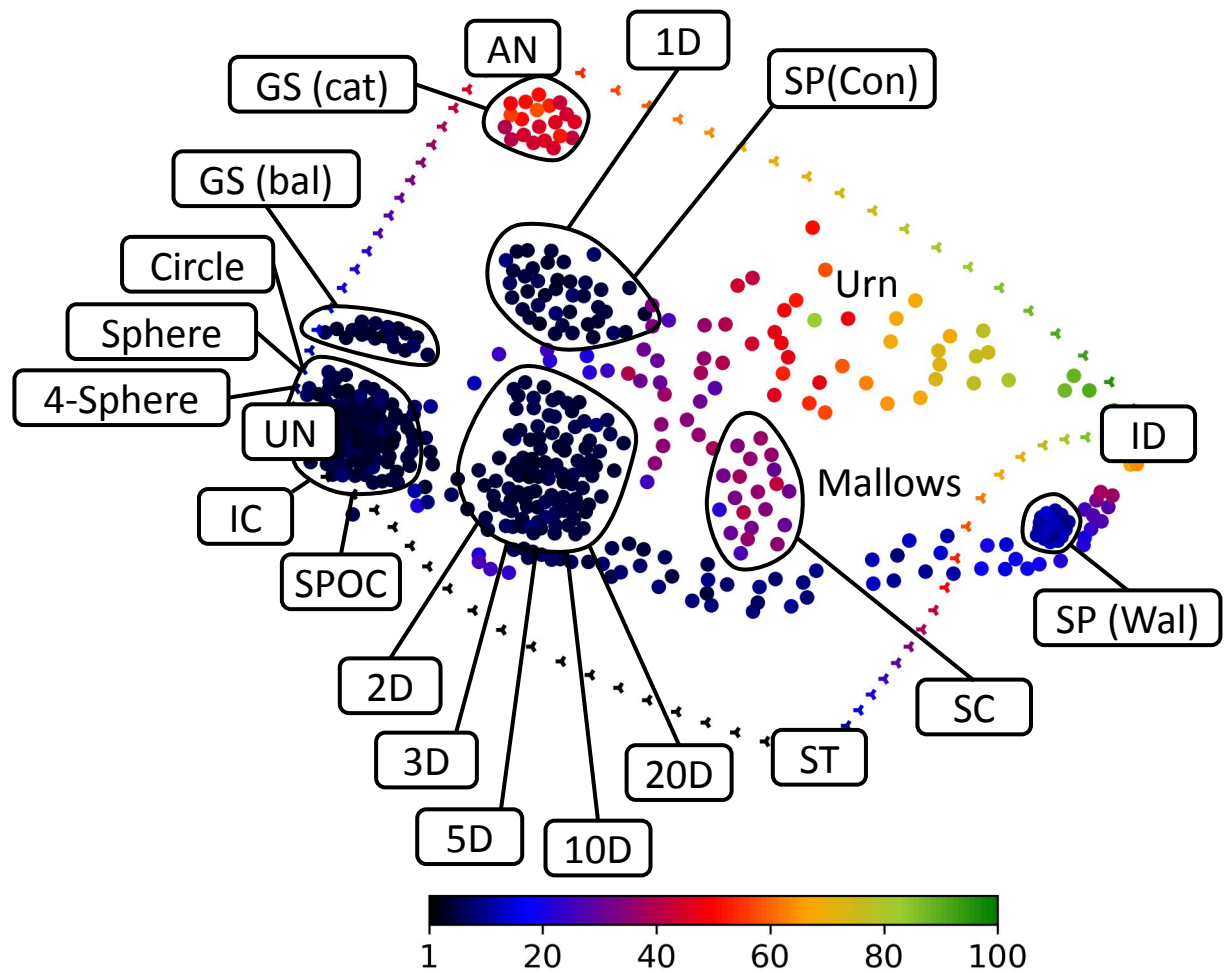 AN
1D
GS (cat)
SP(Con)
GS (bal)
Circle
Urn
Sphere
4-Sphere
UN
ID
Mallows
IC
SPOC
SP (Wal)
2D
SC
3D
20D
ST
5D
10D
1 20 40 60 80 100